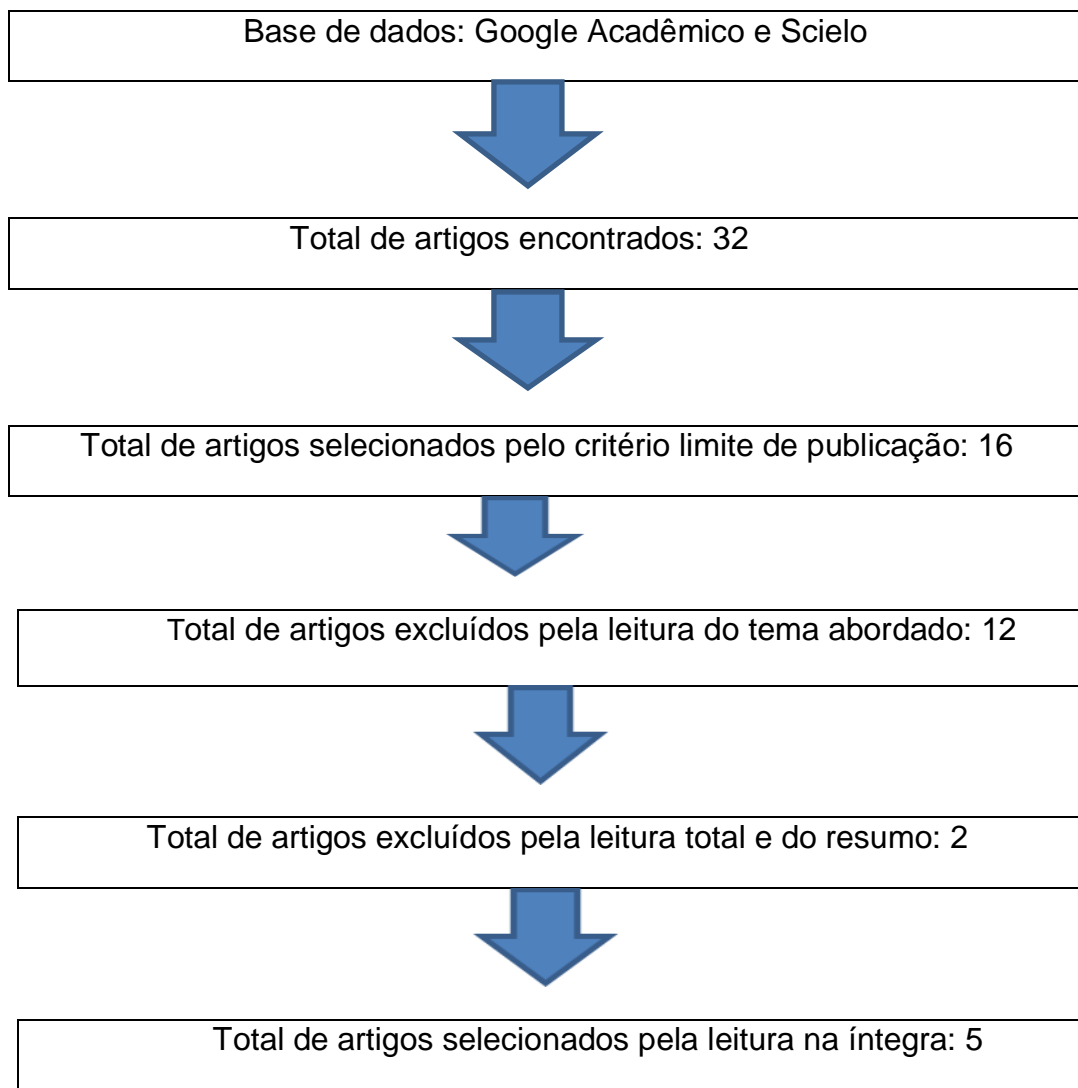 Base de dados: Google Acadêmico e Scielo
Total de artigos encontrados: 32
Total de artigos selecionados pelo critério limite de publicação: 16
Total de artigos excluídos pela leitura do tema abordado: 12
Total de artigos excluídos pela leitura total e do resumo: 2
Total de artigos selecionados pela leitura na íntegra: 5